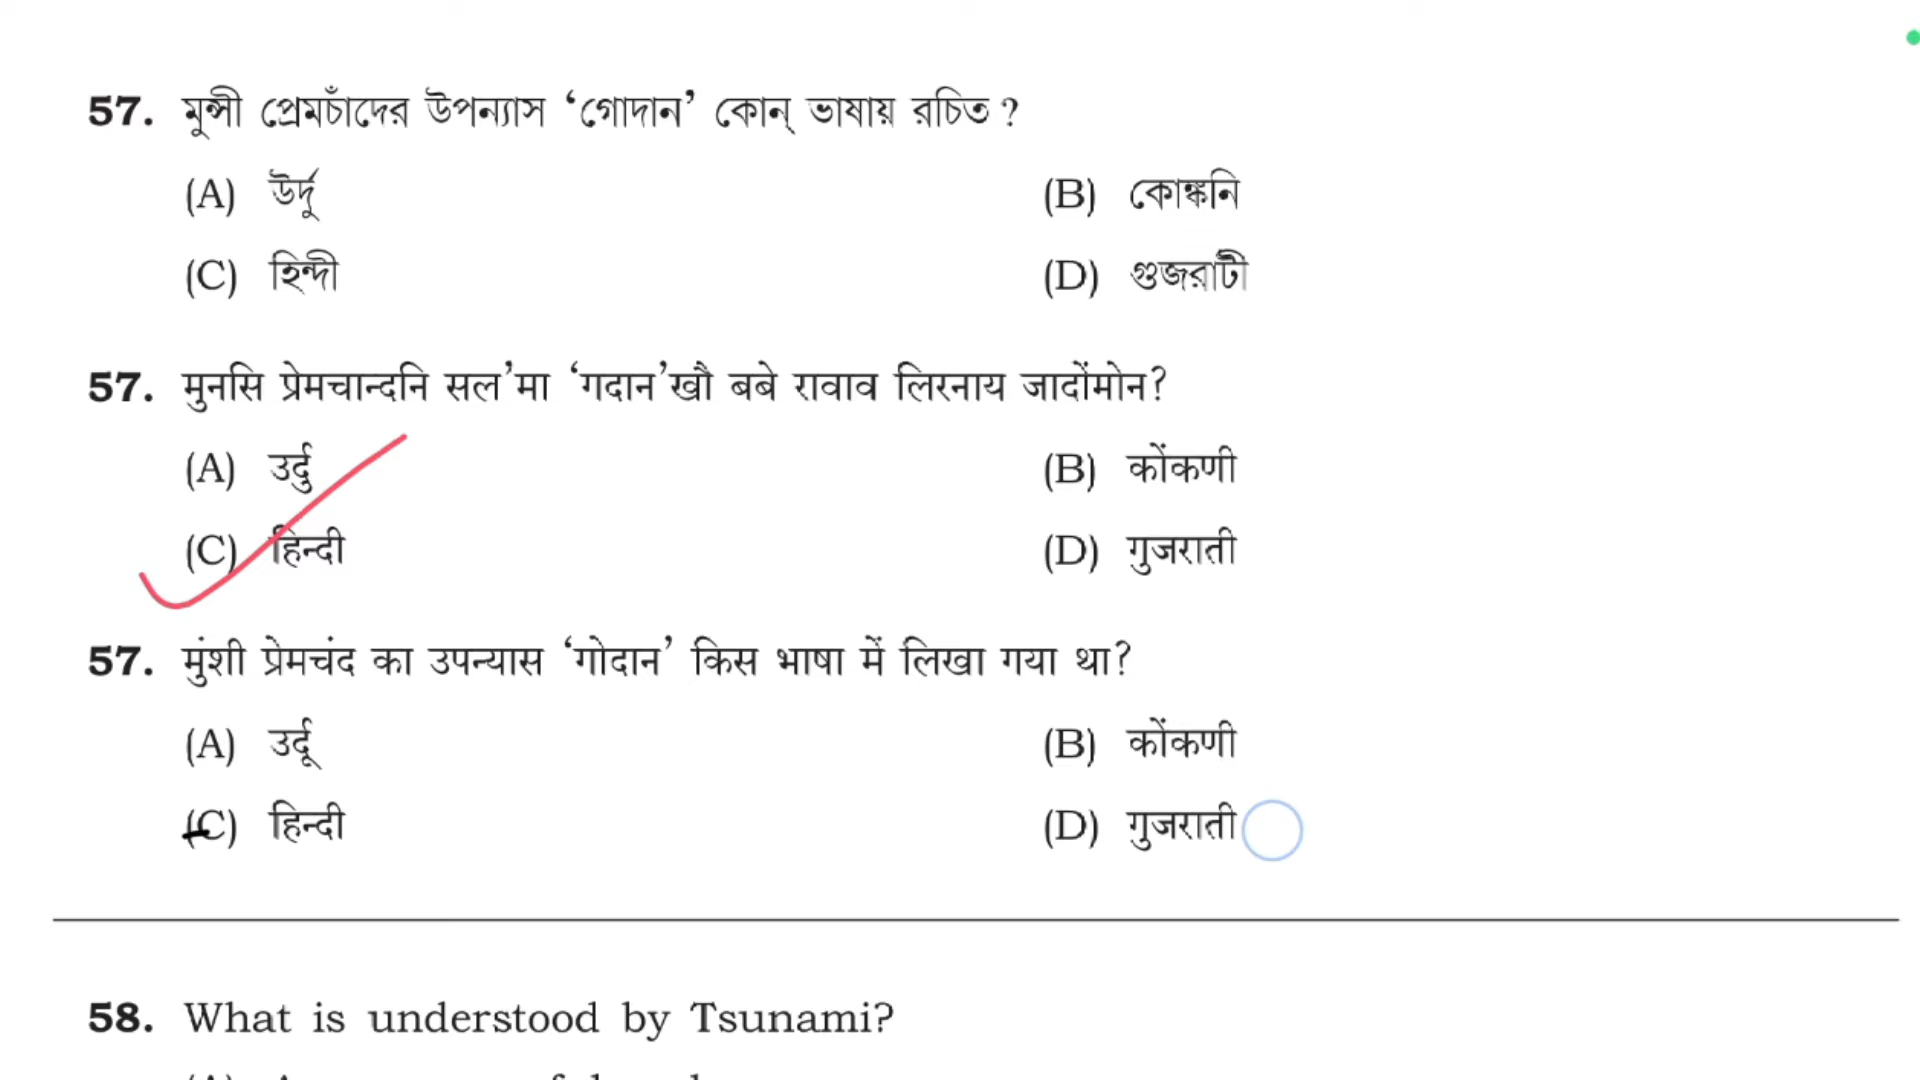 57. মুন্সী প্রেমচাঁদের উপন্যাস ‘গোদান’ কোন্ ভাষায় রচিত ?
(A) উর্দু (B) কোঙ্কনি
(C) হিন্দী (D) গুজরাটী
57. मुनसि प्रेमचान्दनि सल’मा ‘गदान’खौ बबे रावाव लिरनाय जादोंमोन?
(A) उर्दु (B) कोंकणी
(C) हिन्दी (D) गुजराती
57. मुंशी प्रेमचंद का उपन्यास ‘गोदान’ किस भाषा में लिखा गया था?
(A) उर्दू (B) कोंकणी
(C) हिन्दी (D) गुजराती
58. What is understood by Tsunami?